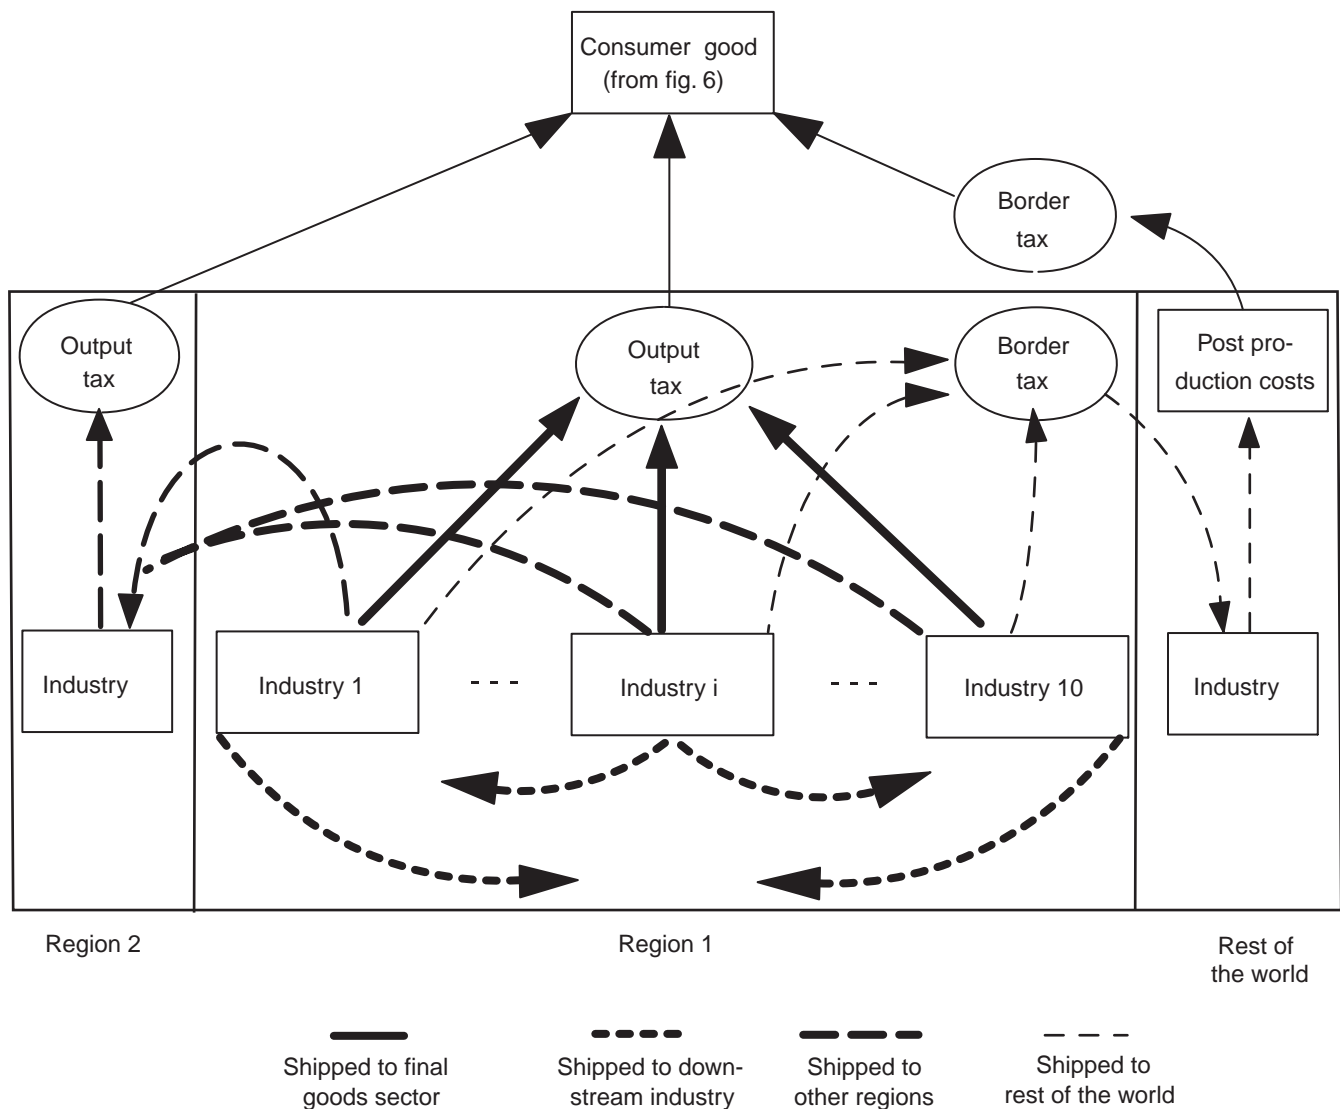 Consumer good
(from fig. 6)
Border
tax
Output
tax
Output
tax
Border
tax
Post pro-
duction costs
Industry
Industry 1
Industry i
Industry 10
Industry
Region 2
Region 1
Rest of
the world
Shipped to final
goods sector
Shipped to down-
stream industry
Shipped to
other regions
Shipped to
rest of the world